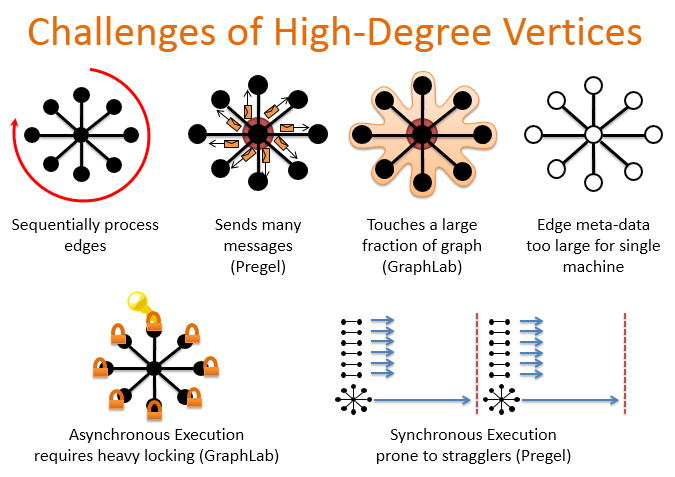 Challenges of High-Degree Vertices
Sequentially process
edges
Sends many
messages
(Pregel)
Touches a large
fraction of graph
(GraphLab)
Edge meta-data
too large for single
machine
Asynchronous Execution
requires heavy locking (GraphLab)
Synchronous Execution
prone to stragglers (Pregel)